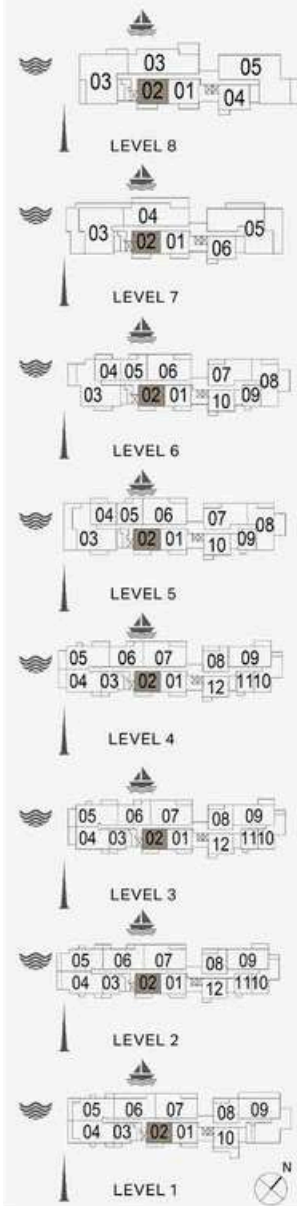 03 05
03 02 01 04
LEVEL 8
04 05
03 02 01 06
LEVEL 7
04 05 06 07 08
03 02 01 10 09
LEVEL 6
04 05 06 07 08
03 02 01 10 09
LEVEL 5
05 06 07 08 09
04 03 02 01 12 1110
LEVEL 4
05 06 07 08 09
04 03 02 01 12 1110
LEVEL 3
05 06 07 08 09
04 03 02 01 12 1110
LEVEL 2
05 06 07 08 09
04 03 02 01 10
LEVEL 1
N